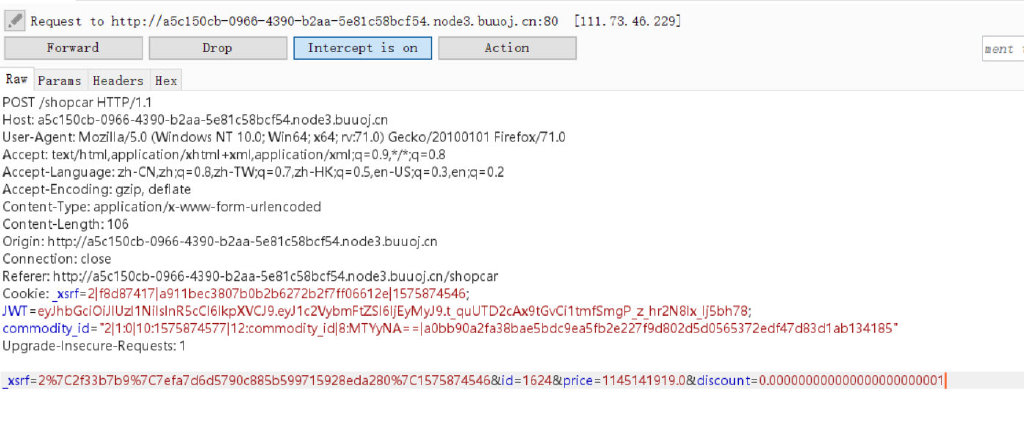 Request to http://a5c150cb-0966-4390-b2aa-5e81c58bcf54.node3.buuoj.cn:80 [111.73.46.229]
Forward Drop Intercept is on Action
Raw Params Headers Hex
POST /shopcar HTTP/1.1
Host: a5c150cb-0966-4390-b2aa-5e81c58bcf54.node3.buuoj.cn
User-Agent: Mozilla/5.0 (Windows NT 10.0; Win64; x64; rv:71.0) Gecko/20100101 Firefox/71.0
Accept: text/html,application/xhtml+xml,application/xml;q=0.9,*/*;q=0.8
Accept-Language: zh-CN,zh;q=0.8,zh-TW;q=0.7,zh-HK;q=0.5,en-US;q=0.3,en;q=0.2
Accept-Encoding: gzip, deflate
Content-Type: application/x-www-form-urlencoded
Content-Length: 106
Origin: http://a5c150cb-0966-4390-b2aa-5e81c58bcf54.node3.buuoj.cn
Connection: close
Referer: http://a5c150cb-0966-4390-b2aa-5e81c58bcf54.node3.buuoj.cn/shopcar
Cookie: _xsrf=2|f8d87417|a911bec3807b0b2b6272b2f7ff06612e|1575874546;
JWT=eyJhbGciOiJIUzI1NiIsInR5cCI6IkpXVCJ9.eyJ1c2VybmFtZSI6IjEyMyJ9.t_quUTD2cAx9tGvCi1tmfSmgP_z_hr2N8Ix_Ij5bh78;
commodity_id="2|1:0|10:1575874577|12:commodity_id|8:MTYyNA==|a0bb90a2fa38bae5bdc9ea5fb2e227f9d802d5d0565372edf47d83d1ab134185"
Upgrade-Insecure-Requests: 1
_xsrf=2%7C2f33b7b9%7C7efa7d6d5790c885b599715928eda280%7C1575874546&id=1624&price=1145141919.0&discount=0.000000000000000000000001